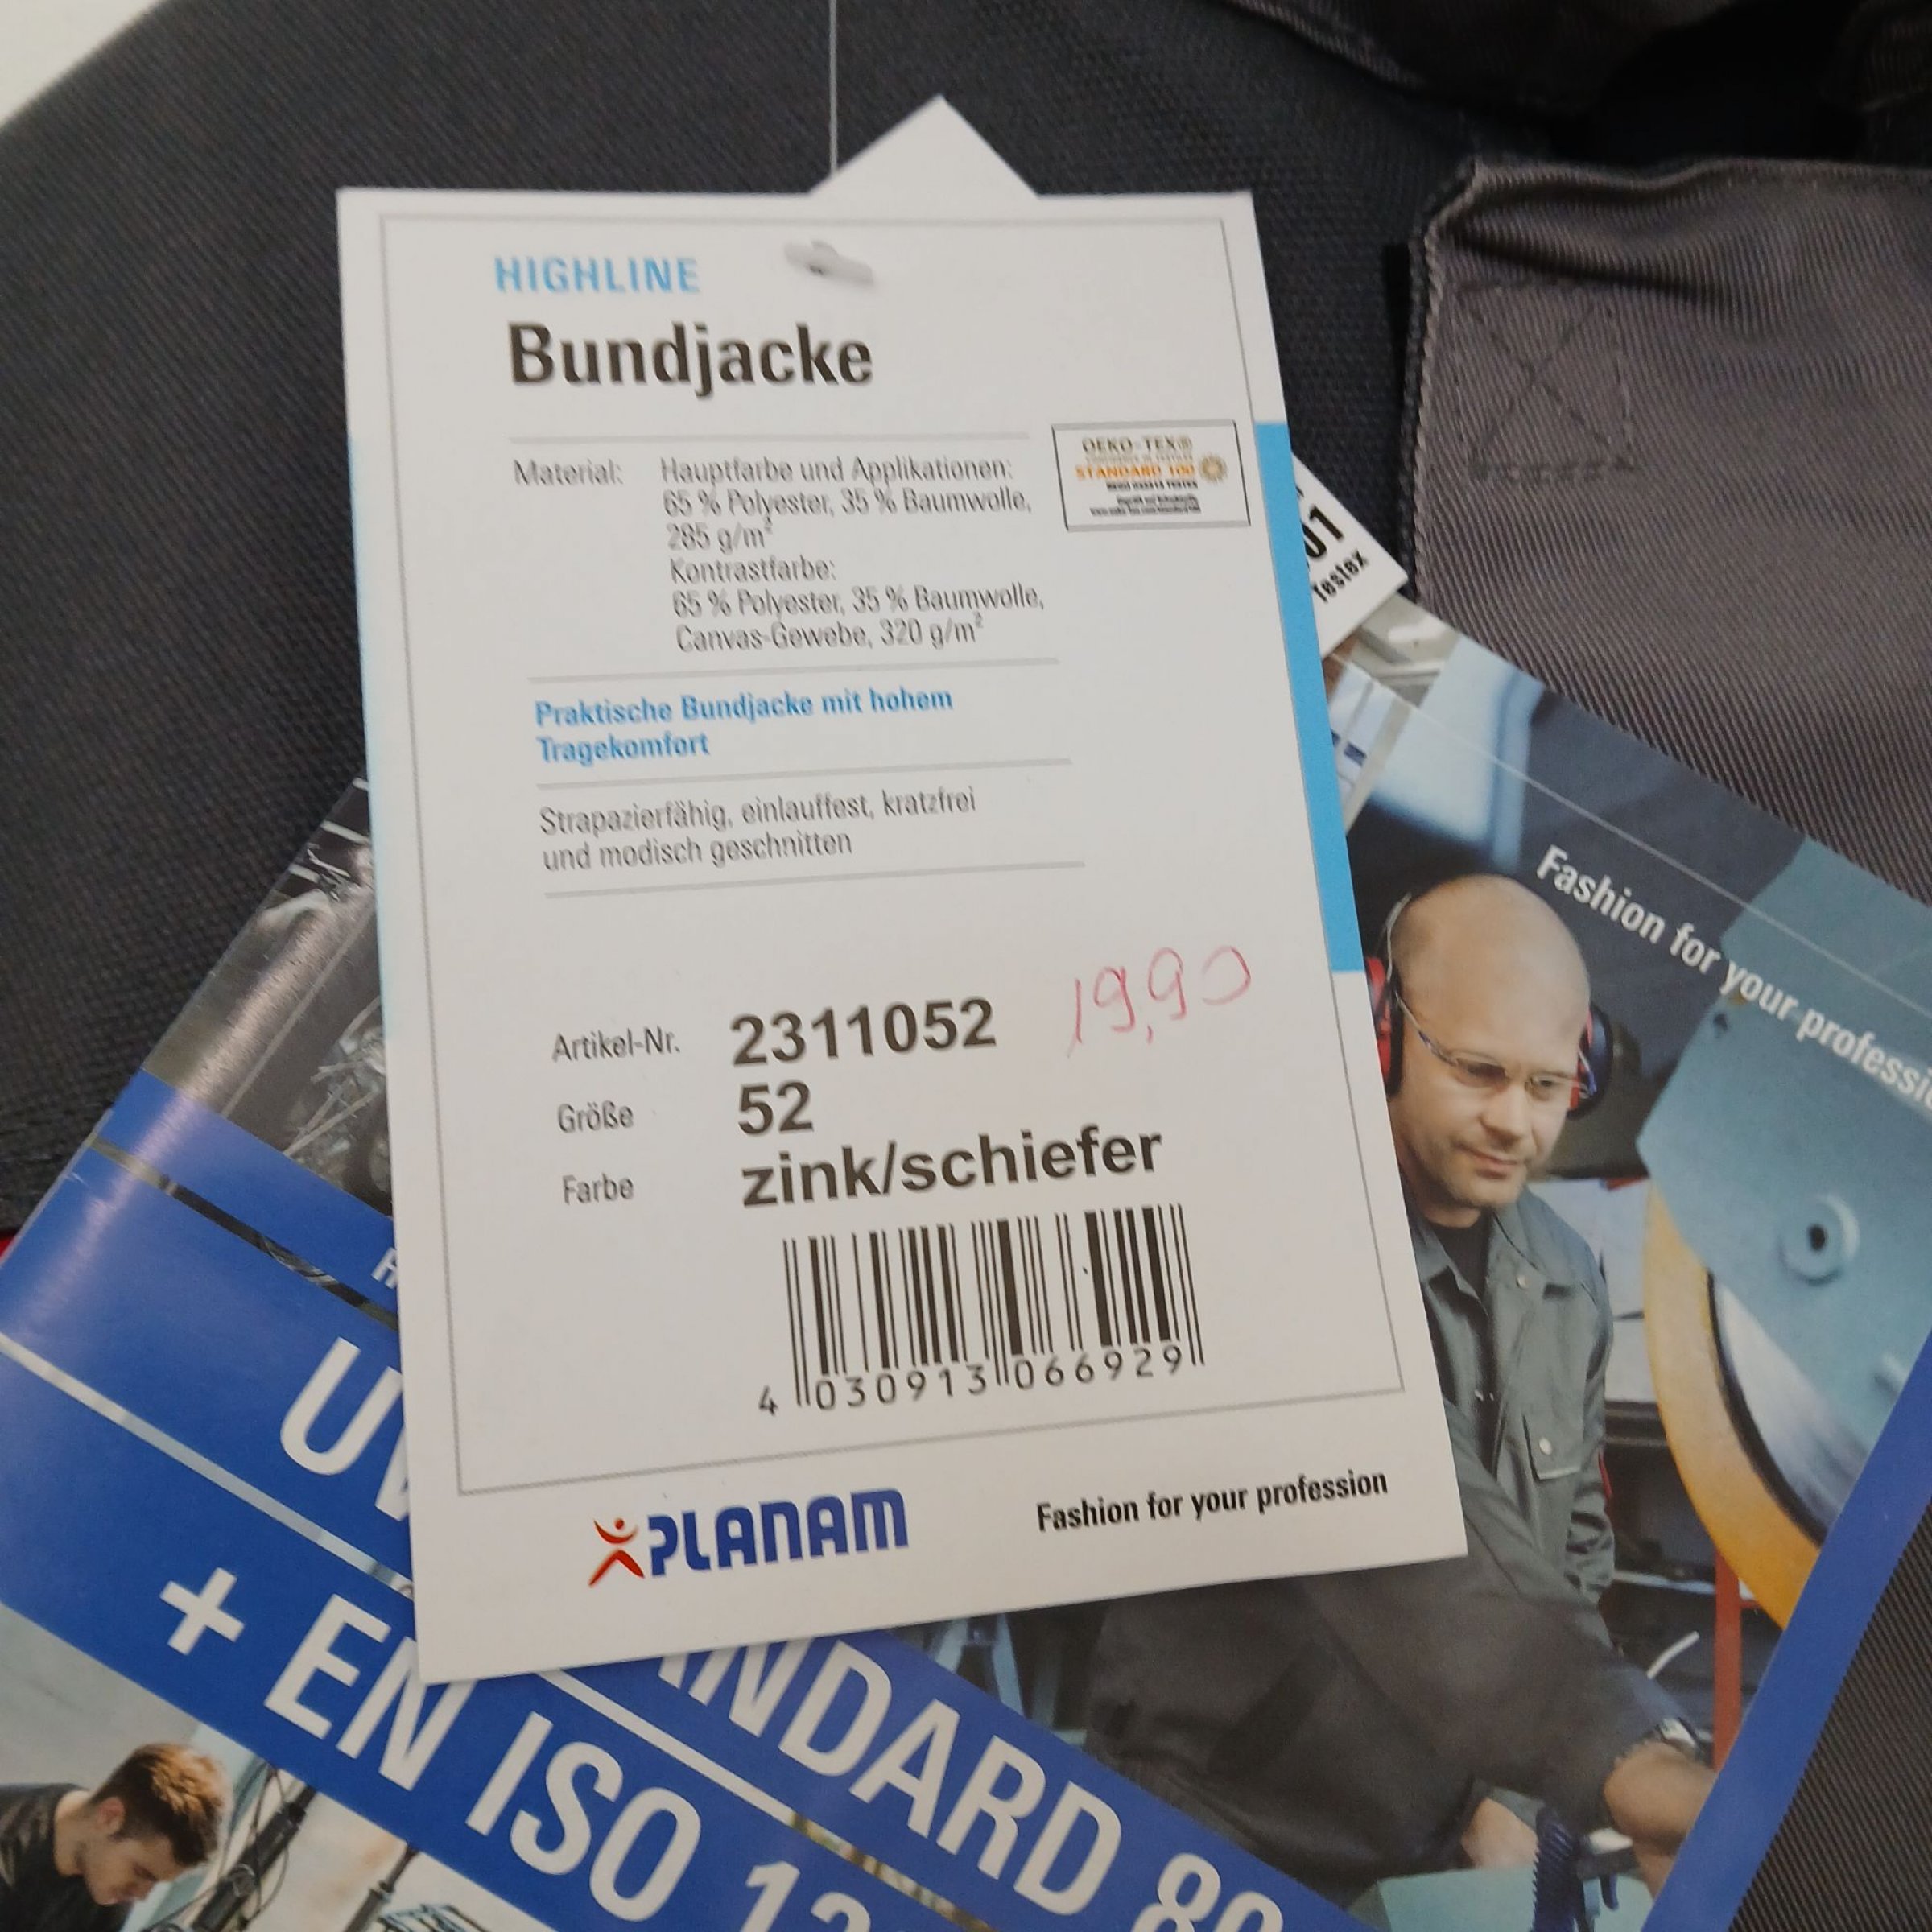 HIGHLINE
Bundjacke
Material: Hauptfarbe und Applikationen:
65 % Polyester, 35 % Baumwolle,
285 g/m²
Kontrastfarbe:
65 % Polyester, 35 % Baumwolle,
Canvas-Gewebe, 320 g/m²
OEKO-TEX®
STANDARD 100
Praktische Bundjacke mit hohem
Tragekomfort
Strapazierfähig, einlauffest, kratzfrei
und modisch geschnitten
19,90
Artikel-Nr. 2311052
Größe 52
Farbe zink/schiefer
4 030913 066929
PLANAM
Fashion for your profession
01
Testex
Fashion for your professi
+ EN ISO 13